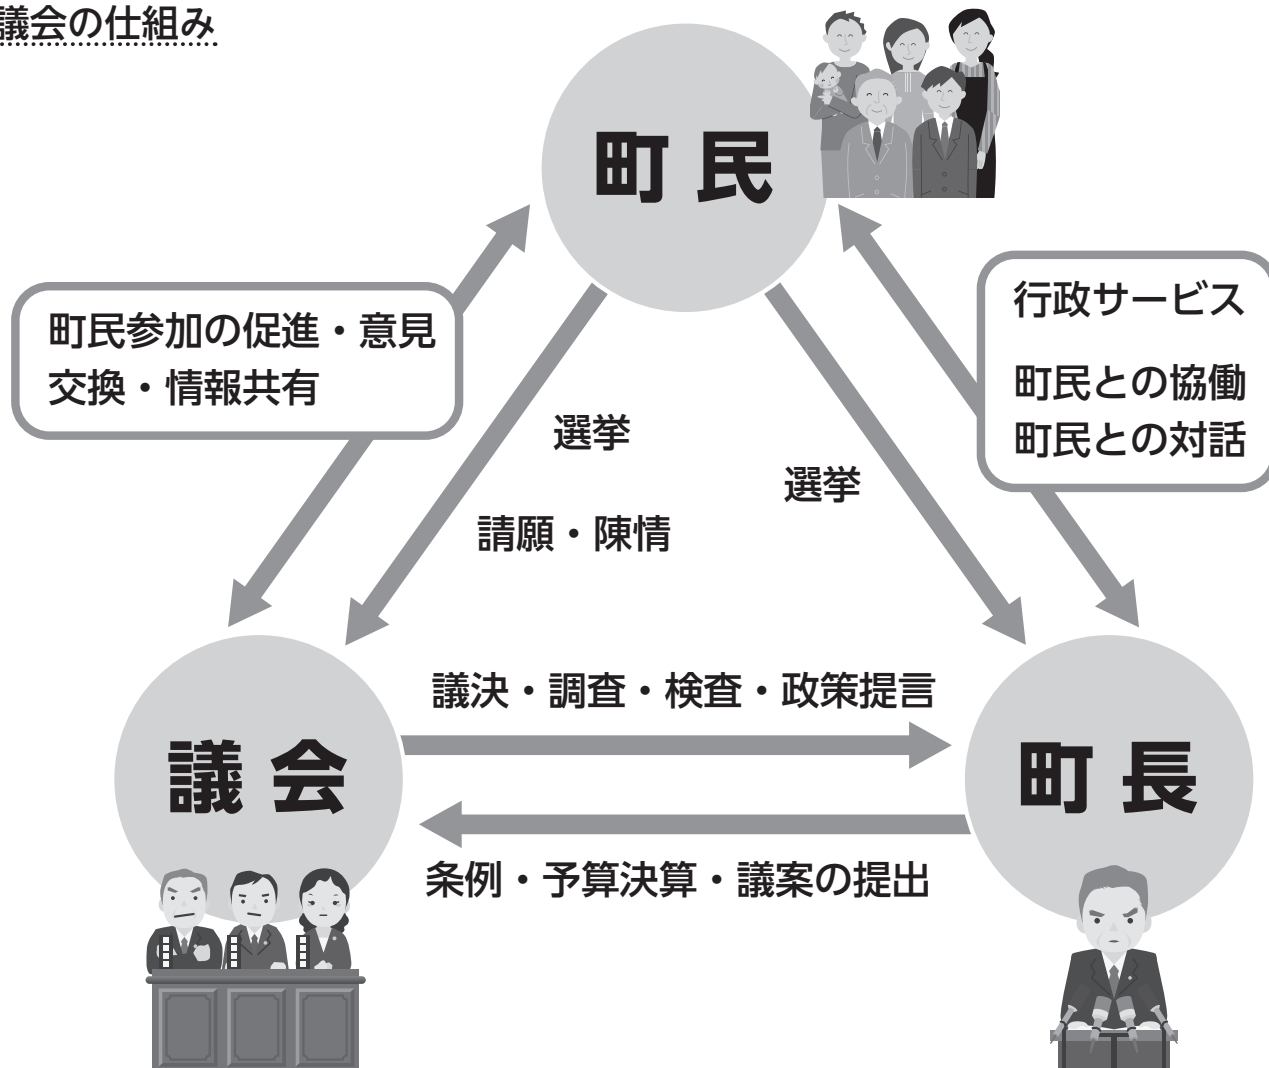 議会の仕組み
町民
町民参加の促進・意見
交換・情報共有
行政サービス
町民との協働
町民との対話
選挙
請願・陳情
選挙
議決・調査・検査・政策提言
議会
町長
条例・予算決算・議案の提出